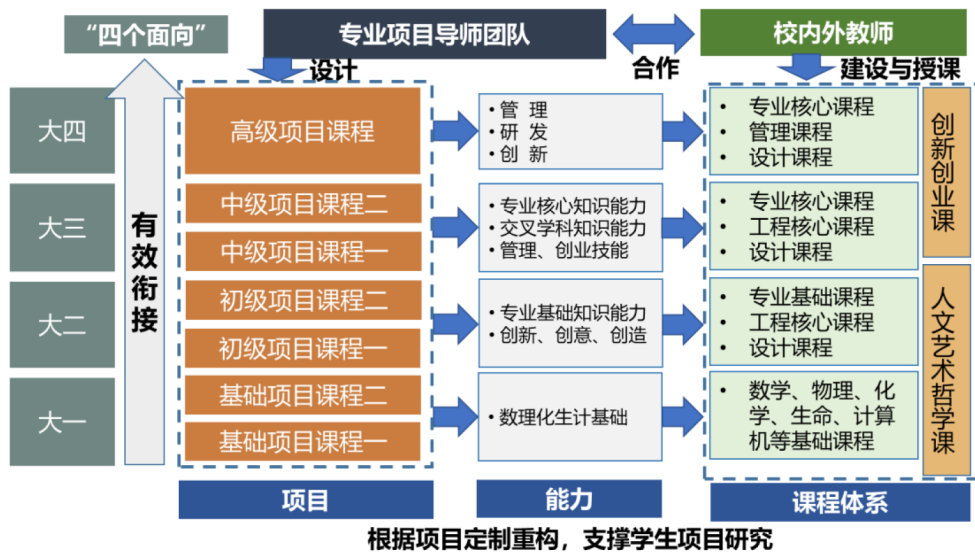 “四个面向”
专业项目导师团队
校内外教师
设计
合作
建设与授课
大四
高级项目课程
• 管 理
• 研 发
• 创 新
• 专业核心课程
• 管理课程
• 设计课程
创新创业课
大三
中级项目课程二
中级项目课程一
• 专业核心知识能力
• 交叉学科知识能力
• 管理、创业技能
• 专业核心课程
• 工程核心课程
• 设计课程
有效衔接
大二
初级项目课程二
初级项目课程一
• 专业基础知识能力
• 创新、创意、创造
• 专业基础课程
• 工程核心课程
• 设计课程
人文艺术哲学课
大一
基础项目课程二
基础项目课程一
• 数理化生计基础
• 数学、物理、化
学、生命、计算
机等基础课程
项目
能力
课程体系
根据项目定制重构，支撑学生项目研究